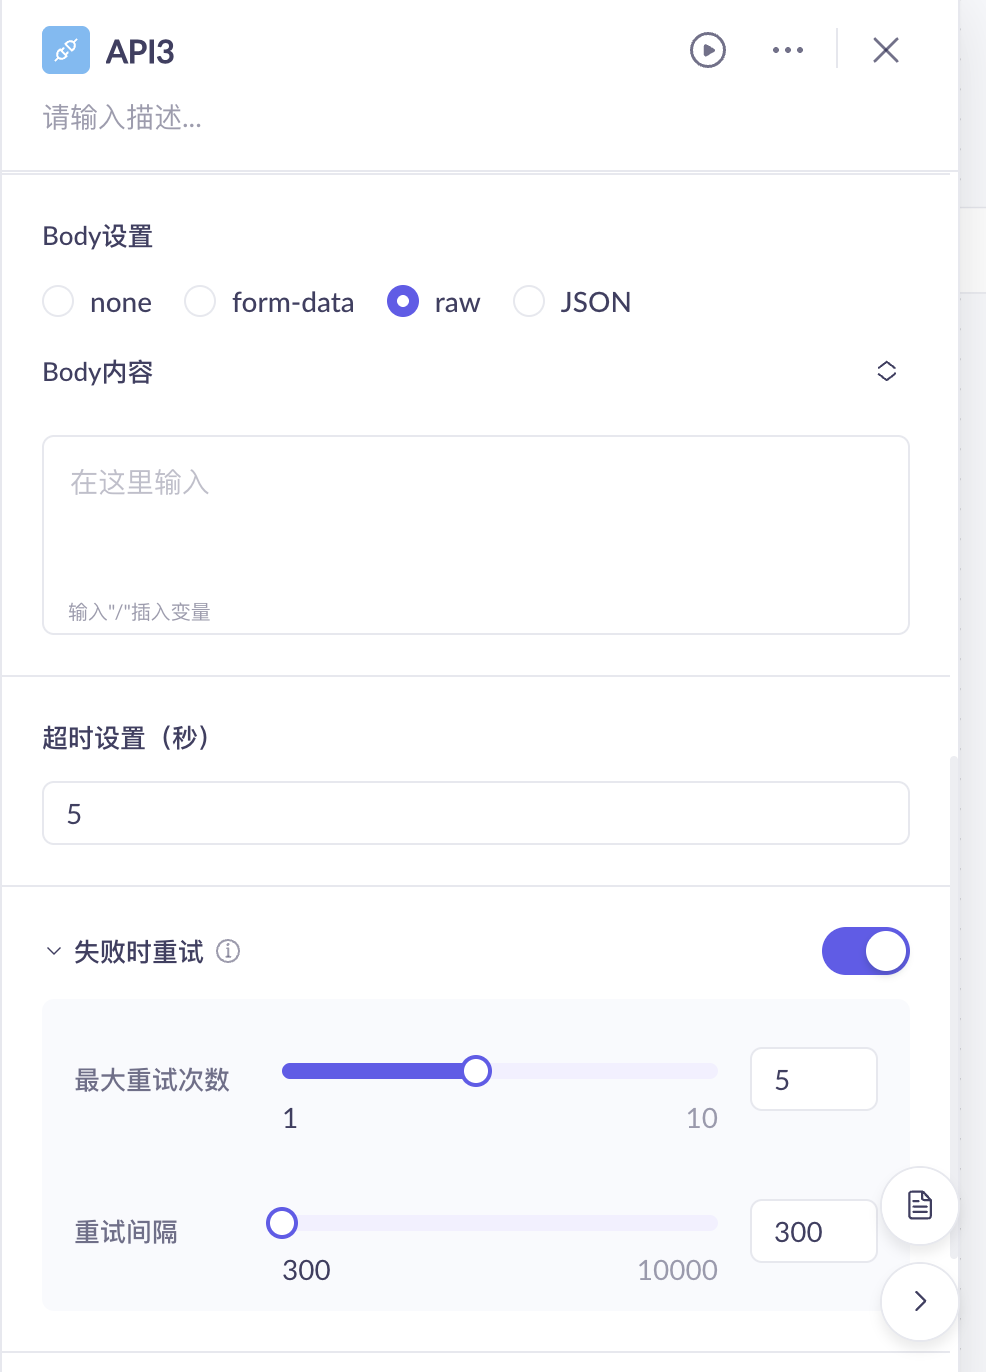 API3
请输入描述...
Body设置
none form-data raw JSON
Body内容
在这里输入
输入"/"插入变量
超时设置（秒）
5
失败时重试
最大重试次数 5
1 10
重试间隔 300
300 10000